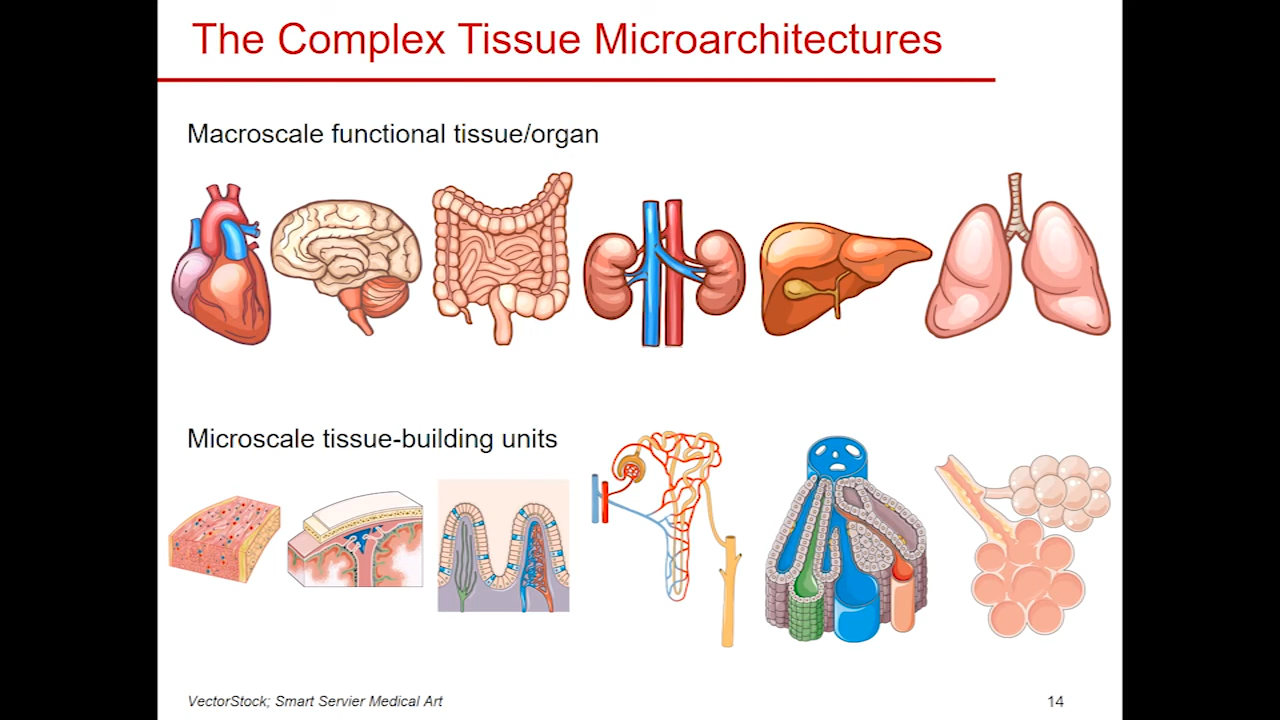 The Complex Tissue Microarchitectures
Macroscale functional tissue/organ
Microscale tissue-building units
VectorStock; Smart Servier Medical Art
14